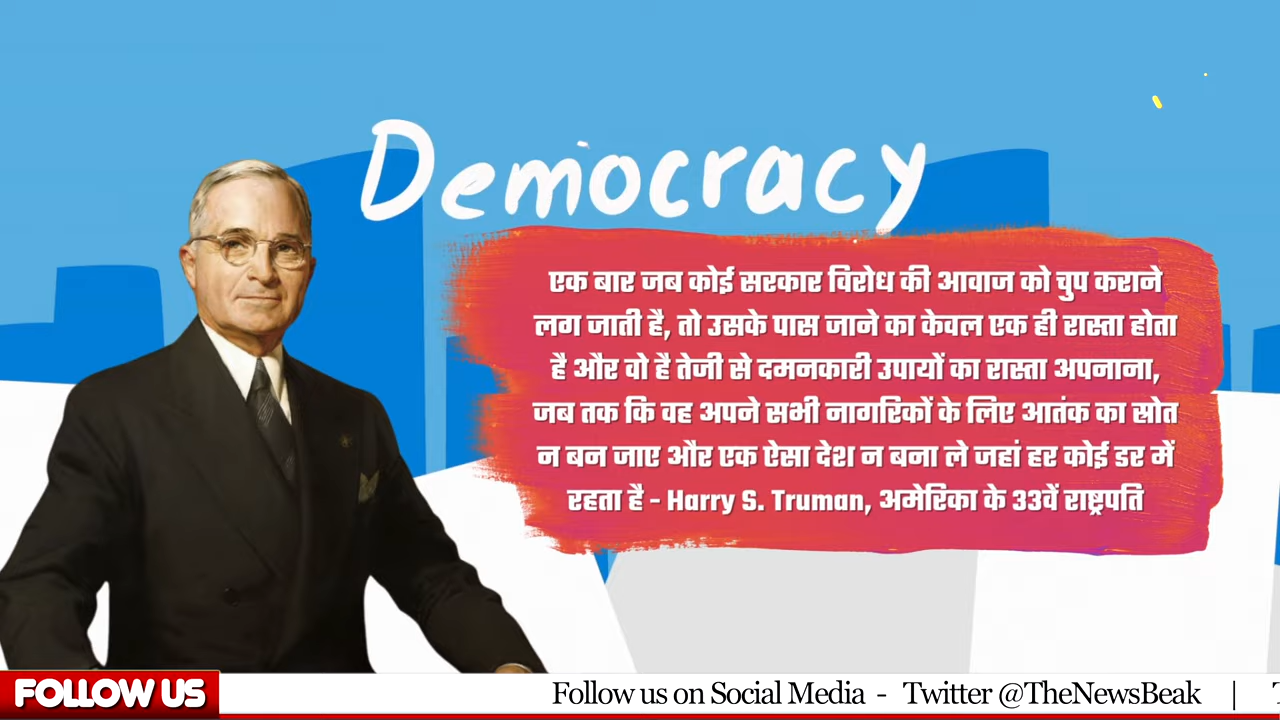 Democracy
एक बार जब कोई सरकार विरोध की आवाज को चुप कराने
लग जाती है, तो उसके पास जाने का केवल एक ही रास्ता होता
है और वो है तेजी से दमनकारी उपायों का रास्ता अपनाना,
जब तक कि वह अपने सभी नागरिकों के लिए आतंक का स्रोत
न बन जाए और एक ऐसा देश न बना ले जहां हर कोई डर में
रहता है - Harry S. Truman, अमेरिका के 33वें राष्ट्रपति
FOLLOW US
Follow us on Social Media - Twitter @TheNewsBeak |